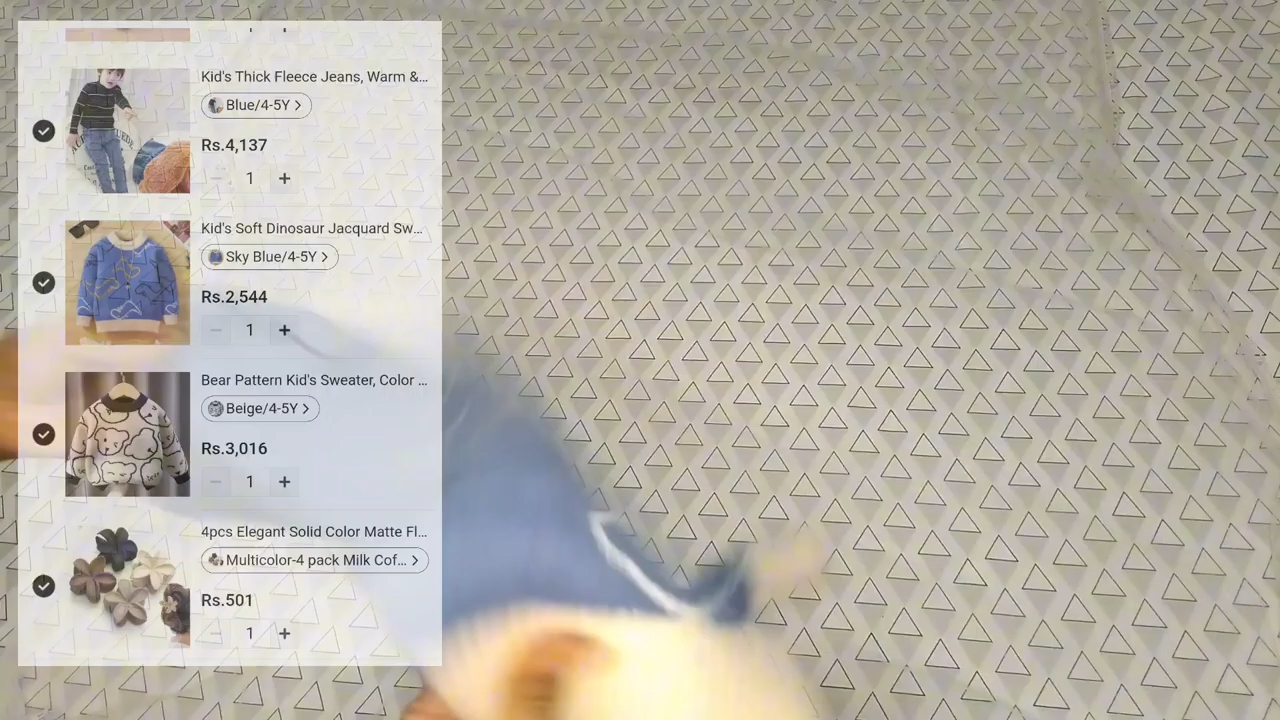 Kid's Thick Fleece Jeans, Warm &...
Blue/4-5Y
Rs.4,137
1
Kid's Soft Dinosaur Jacquard Sw...
Sky Blue/4-5Y
Rs.2,544
1
Bear Pattern Kid's Sweater, Color ...
Beige/4-5Y
Rs.3,016
1
4pcs Elegant Solid Color Matte Fl...
Multicolor-4 pack Milk Cof...
Rs.501
1